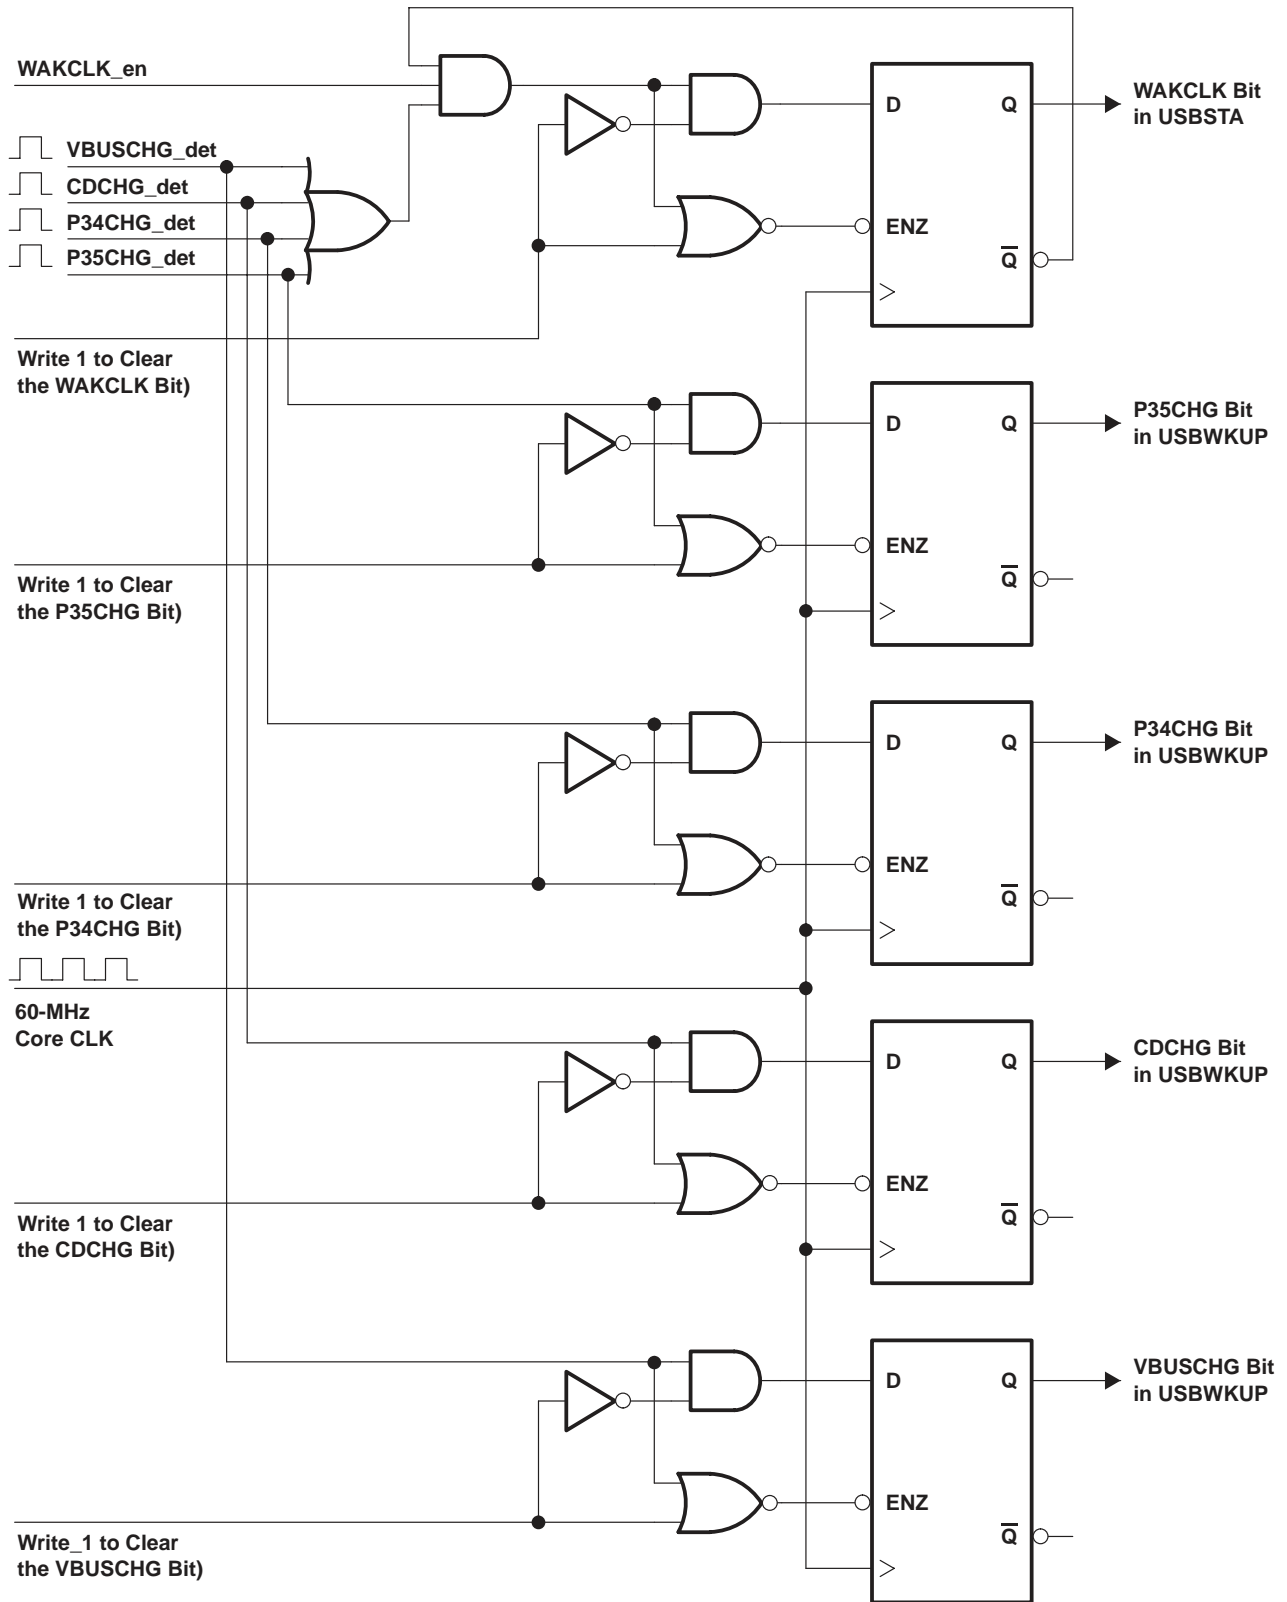 WAKCLK_en
VBUSCHG_det
CDCHG_det
P34CHG_det
P35CHG_det
Write 1 to Clear
the WAKCLK Bit)
D
Q
ENZ
Q̅
WAKCLK Bit
in USBSTA
Write 1 to Clear
the P35CHG Bit)
D
Q
ENZ
Q̅
P35CHG Bit
in USBWKUP
Write 1 to Clear
the P34CHG Bit)
D
Q
ENZ
Q̅
P34CHG Bit
in USBWKUP
60-MHz
Core CLK
Write 1 to Clear
the CDCHG Bit)
D
Q
ENZ
Q̅
CDCHG Bit
in USBWKUP
Write_1 to Clear
the VBUSCHG Bit)
D
Q
ENZ
Q̅
VBUSCHG Bit
in USBWKUP